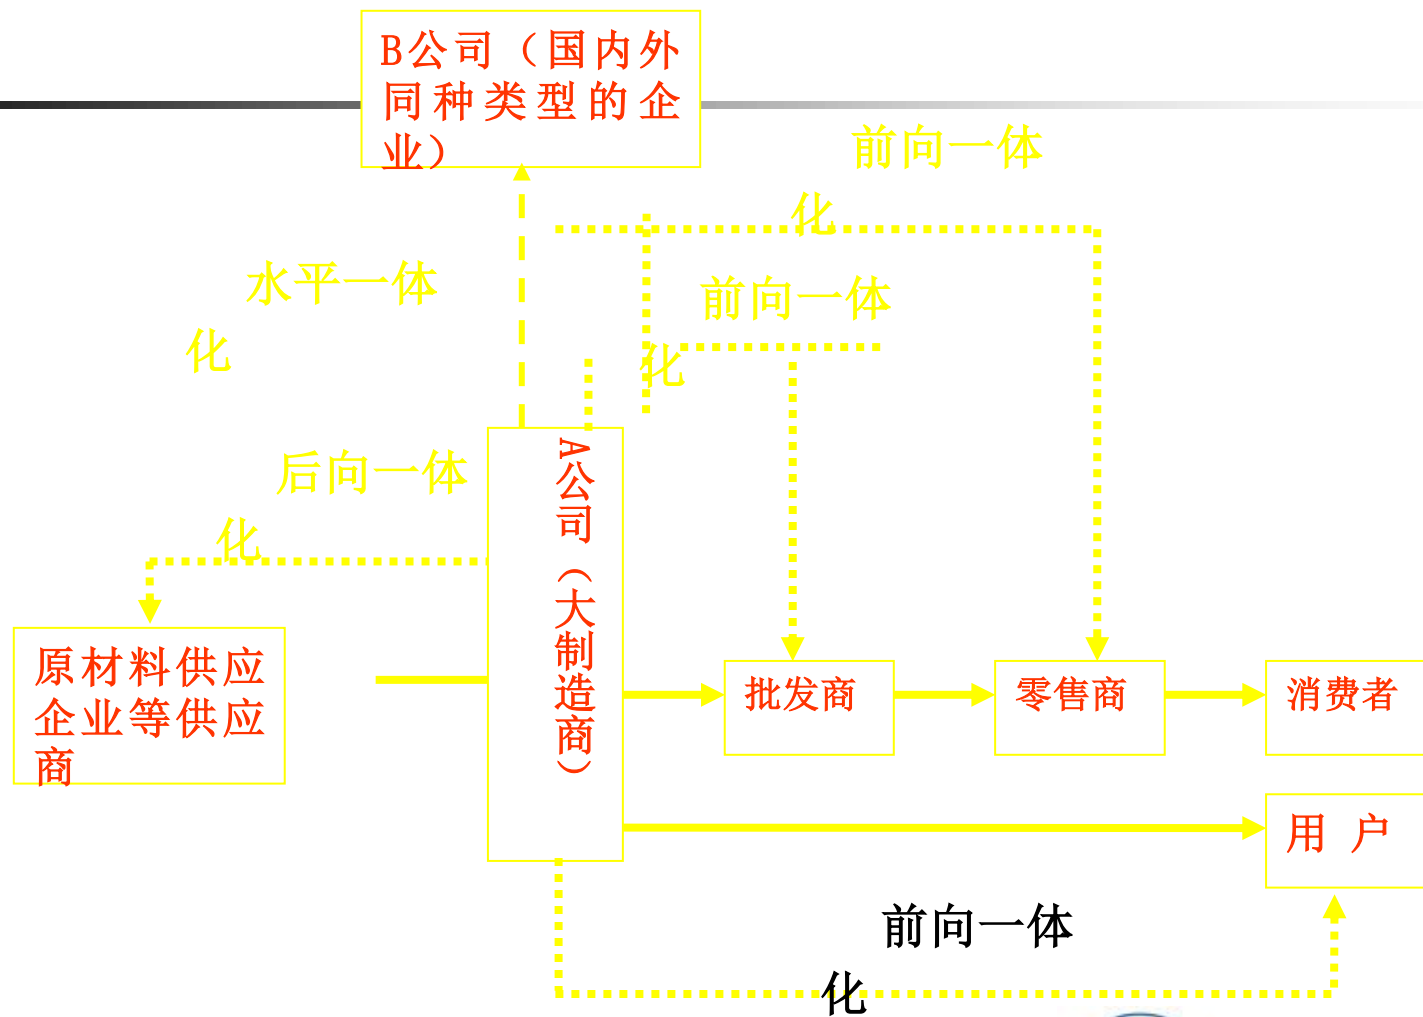 B公司（国内外
同种类型的企
业）
前向一体
化
水平一体
化
前向一体
化
后向一体
化
A公司（大制造商）
原材料供应
企业等供应
商
批发商
零售商
消费者
用 户
前向一体
化